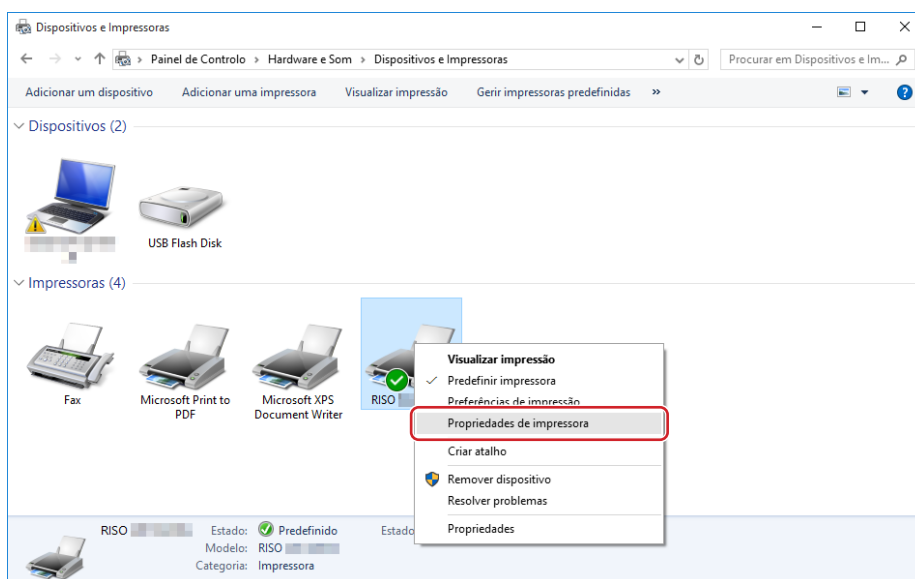 Dispositivos e Impressoras
Painel de Controlo > Hardware e Som > Dispositivos e Impressoras
Procurar em Dispositivos e Im...
Adicionar um dispositivo Adicionar uma impressora Visualizar impressão Gerir impressoras predefinidas »
Dispositivos (2)
USB Flash Disk
Impressoras (4)
Fax
Microsoft Print to
PDF
Microsoft XPS
Document Writer
RISO
Visualizar impressão
Predefinir impressora
Preferências de impressão
Propriedades de impressora
Criar atalho
Remover dispositivo
Resolver problemas
Propriedades
RISO Estado: Predefinido Estado
Modelo: RISO
Categoria: Impressora